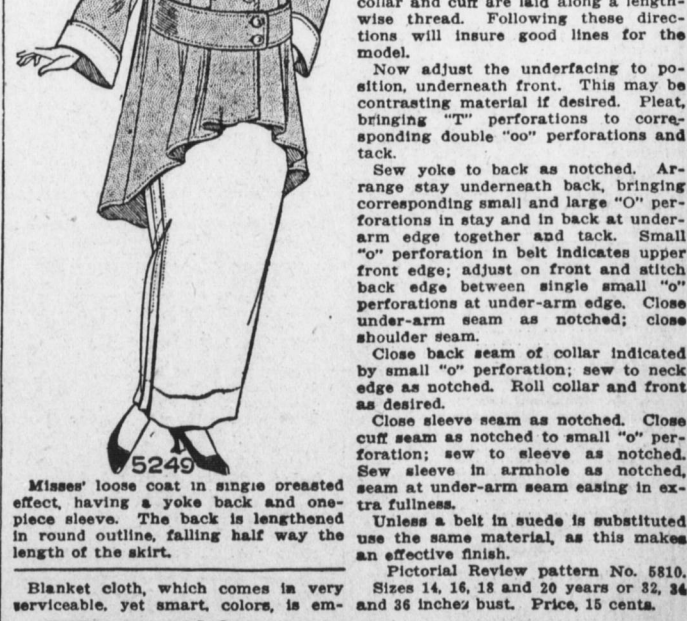 5249
Misses' loose coat in single breasted
effect, having a yoke back and one-
piece sleeve. The back is lengthened
in round outline, falling half way the
length of the skirt.
Blanket cloth, which comes in very
serviceable, yet smart, colors, is em-
collar and cuff are laid along a length-
wise thread. Following these direc-
tions will insure good lines for the
model.
Now adjust the underfacing to po-
sition, underneath front. This may be
contrasting material if desired. Pleat,
bringing "T" perforations to corre-
sponding double "oo" perforations and
tack.
Sew yoke to back as notched. Ar-
range stay underneath back, bringing
corresponding small and large "O" per-
forations in stay and in back at under-
arm edge together and tack. Small
"o" perforation in belt indicates upper
front edge; adjust on front and stitch
back edge between single small "o"
perforations at under-arm edge. Close
under-arm seam as notched; close
shoulder seam.
Close back seam of collar indicated
by small "o" perforation; sew to neck
edge as notched. Roll collar and front
as desired.
Close sleeve seam as notched. Close
cuff seam as notched to small "o" per-
foration; sew to sleeve as notched.
Sew sleeve in armhole as notched,
seam at under-arm seam easing in ex-
tra fullness.
Unless a belt in suede is substituted
use the same material, as this makes
an effective finish.
Pictorial Review pattern No. 5810.
Sizes 14, 16, 18 and 20 years or 32, 34
and 36 inches bust. Price, 15 cents.